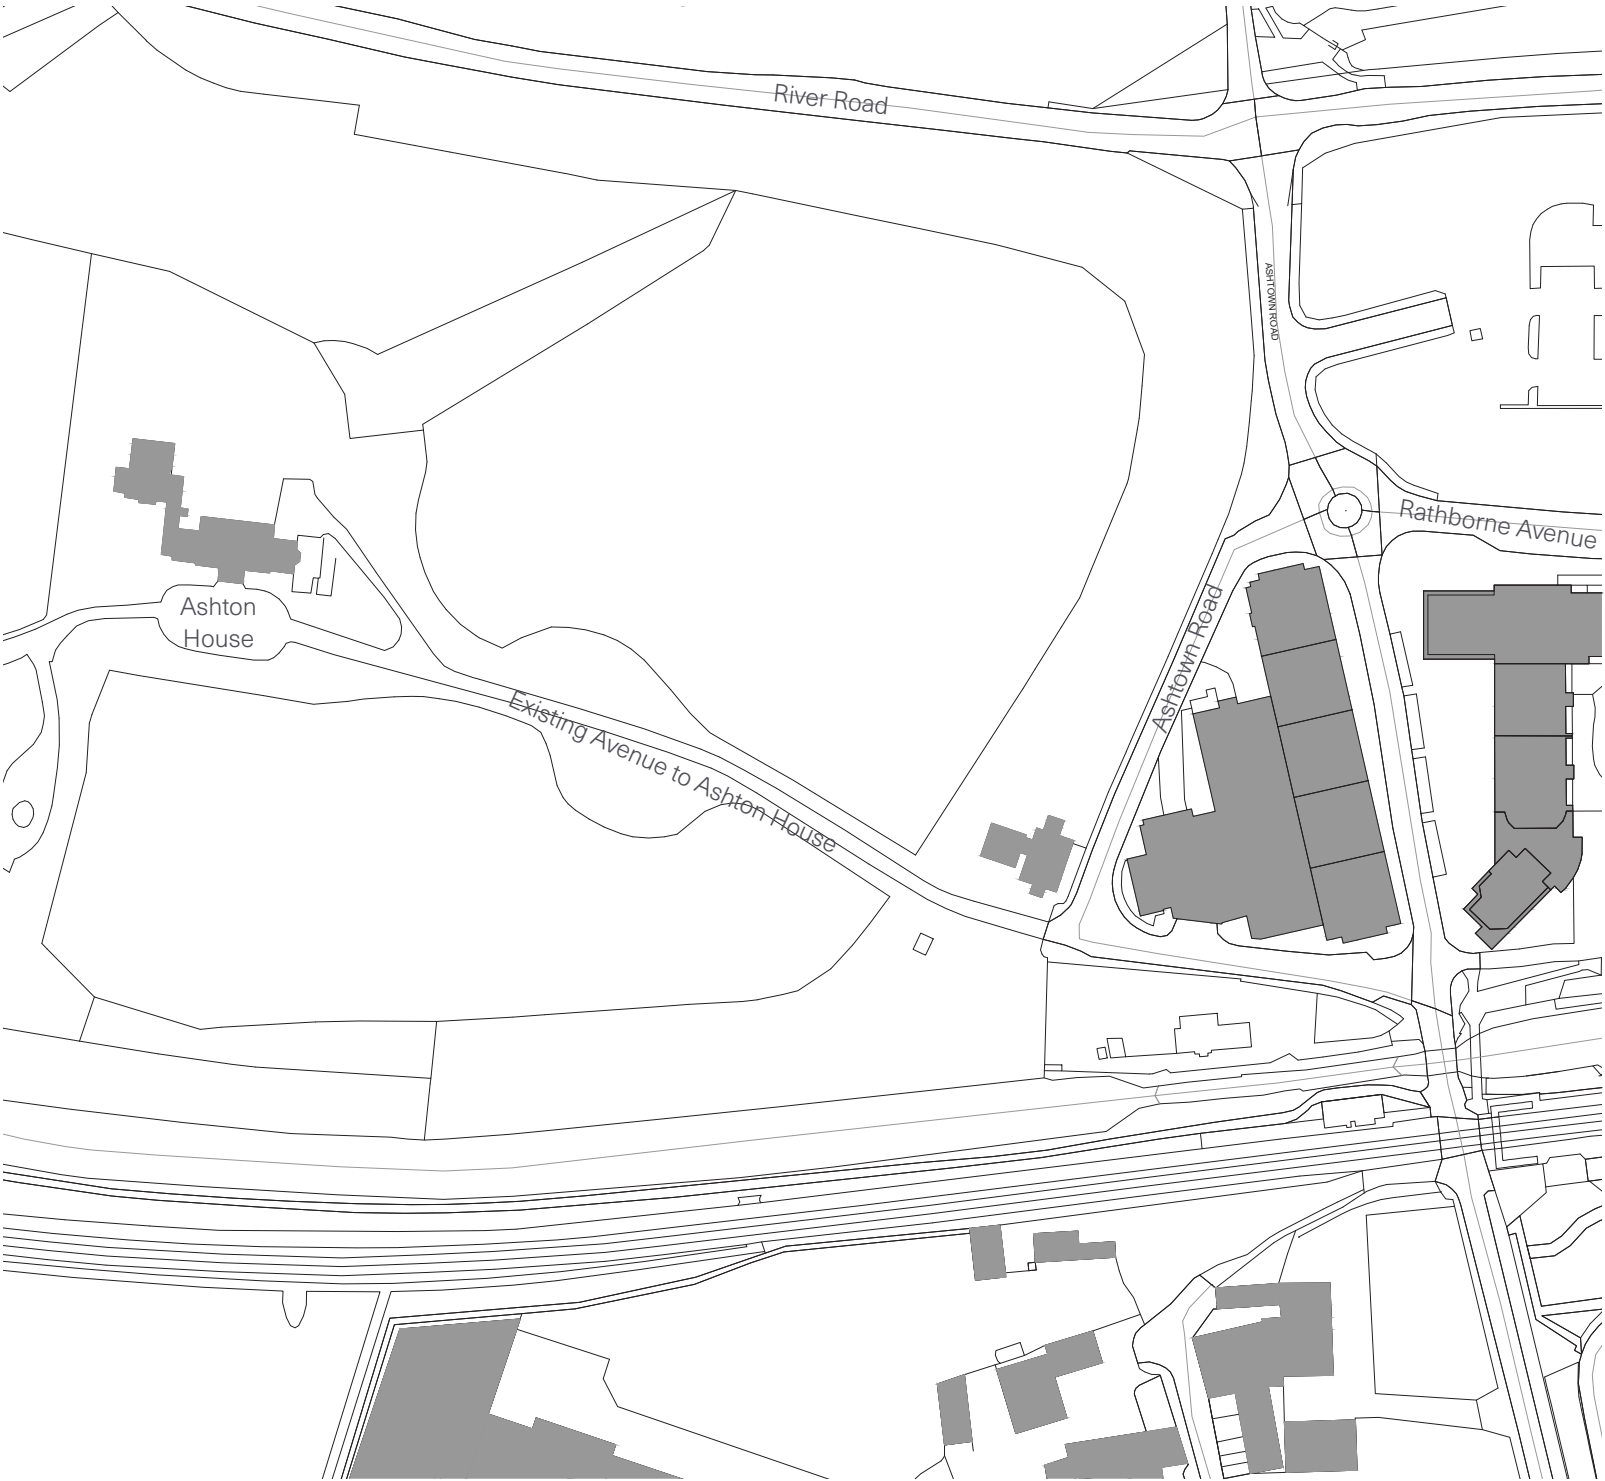 River Road
ASHTOWN ROAD
Rathborne Avenue
Ashton
House
Ashtown Road
Existing Avenue to Ashton House